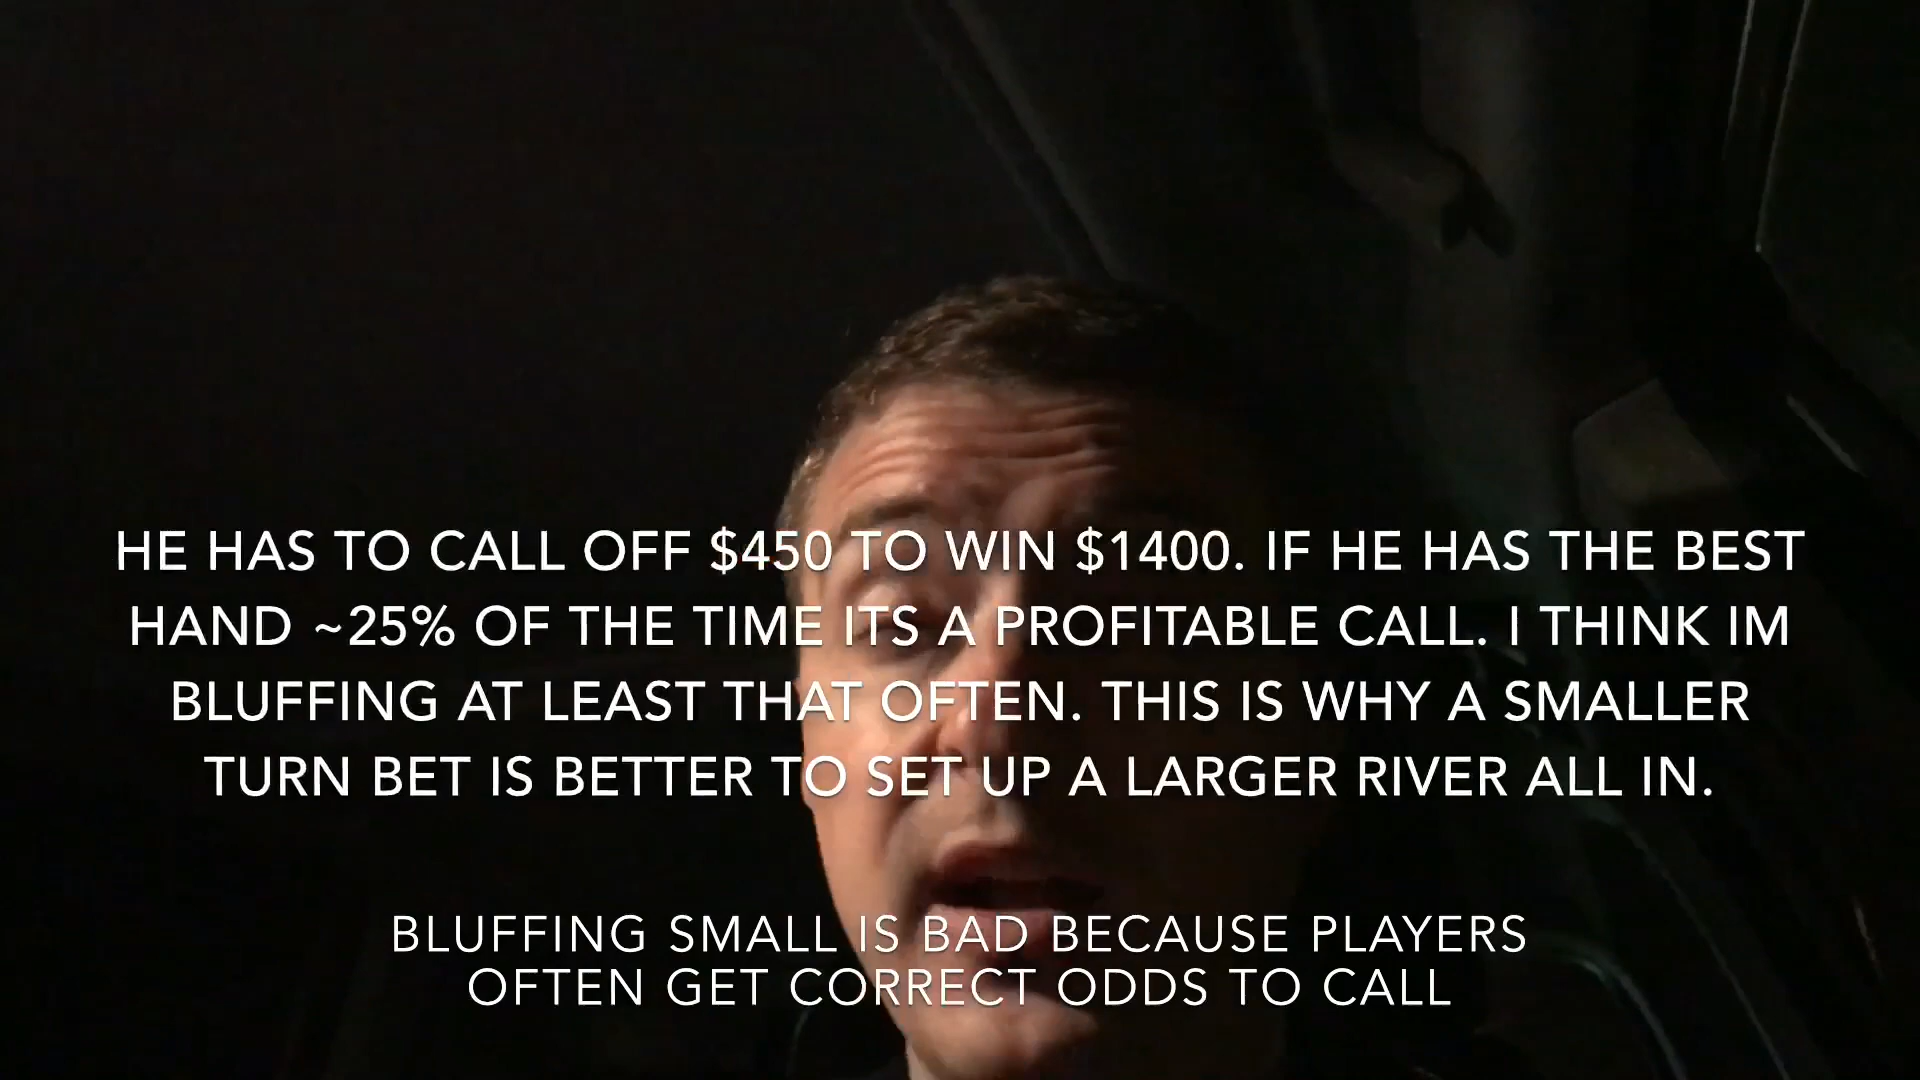 HE HAS TO CALL OFF $450 TO WIN $1400. IF HE HAS THE BEST
HAND ~25% OF THE TIME ITS A PROFITABLE CALL. I THINK IM
BLUFFING AT LEAST THAT OFTEN. THIS IS WHY A SMALLER
TURN BET IS BETTER TO SET UP A LARGER RIVER ALL IN.
BLUFFING SMALL IS BAD BECAUSE PLAYERS
OFTEN GET CORRECT ODDS TO CALL